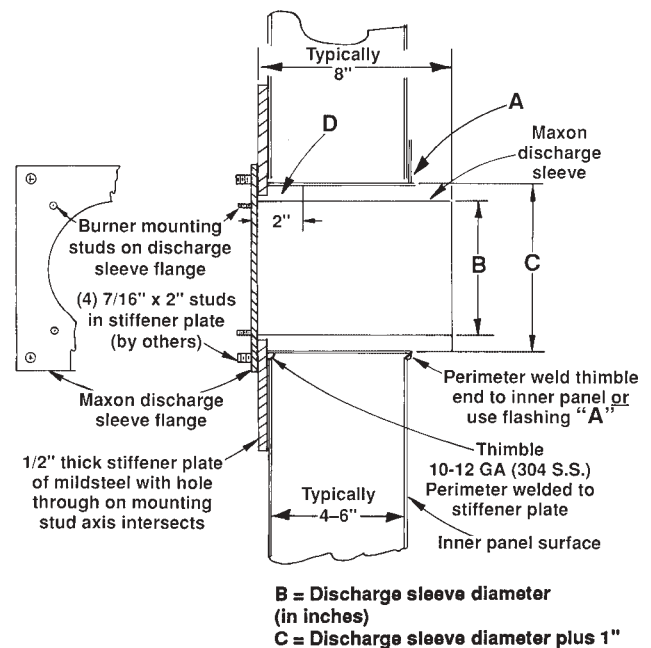 Typically
8"
A
D
Maxon
discharge
sleeve
Burner mounting
studs on discharge
sleeve flange
2"
B
C
(4) 7/16" x 2" studs
in stiffener plate
(by others)
Maxon discharge
sleeve flange
Perimeter weld thimble
end to inner panel or
use flashing "A"
1/2" thick stiffener plate
of mildsteel with hole
through on mounting
stud axis intersects
Thimble
10-12 GA (304 S.S.)
Perimeter welded to
stiffener plate
Typically
4–6"
Inner panel surface
B = Discharge sleeve diameter
(in inches)
C = Discharge sleeve diameter plus 1"